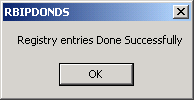 RBIPDONDS
Registry entries Done Successfully
OK